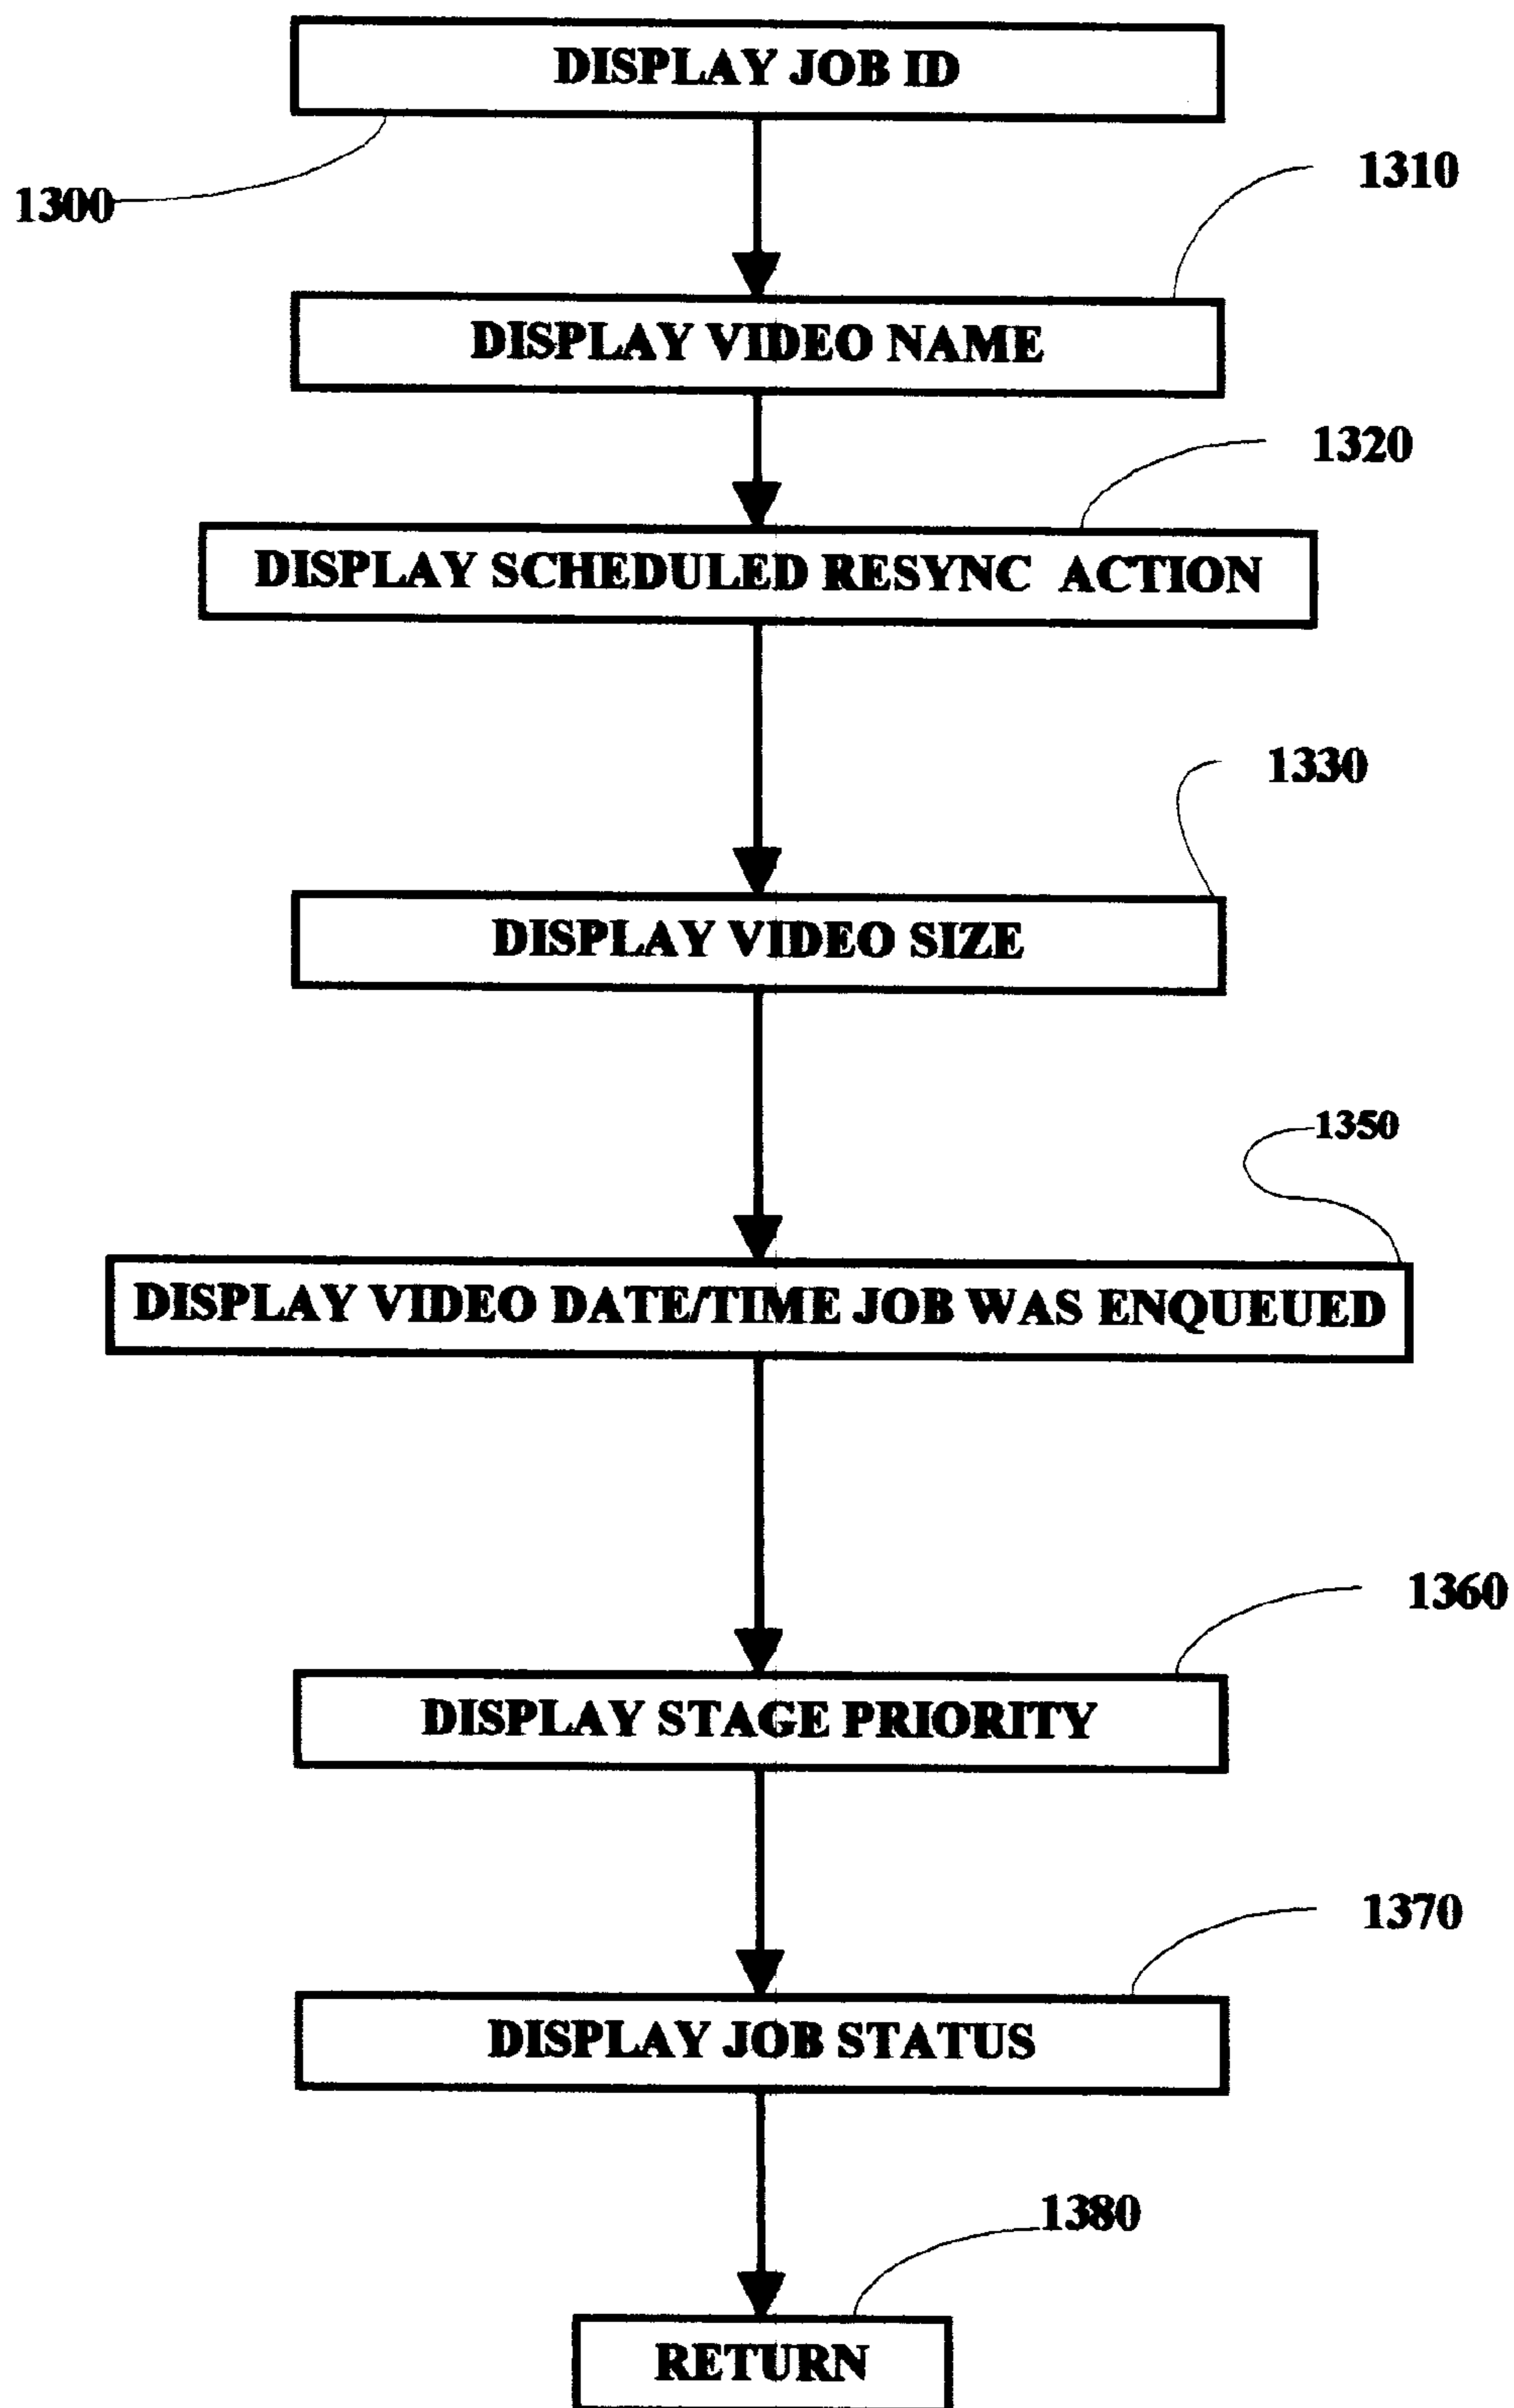 DISPLAY JOB ID
1300
1310
DISPLAY VIDEO NAME
1320
DISPLAY SCHEDULED RESYNC ACTION
1330
DISPLAY VIDEO SIZE
1350
DISPLAY VIDEO DATE/TIME JOB WAS ENQUEUED
1360
DISPLAY STAGE PRIORITY
1370
DISPLAY JOB STATUS
1380
RETURN